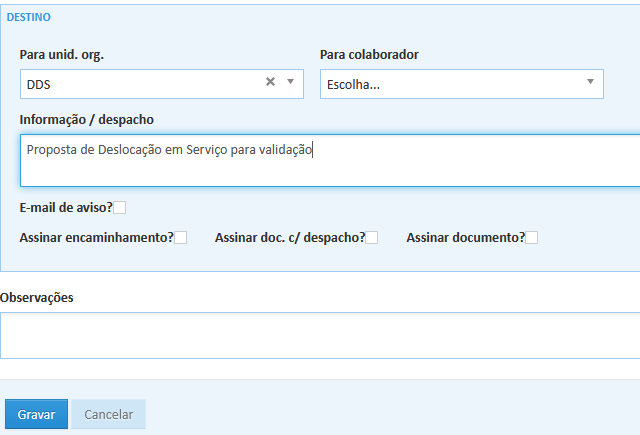 DESTINO
Para unid. org. Para colaborador
DDS Escolha...
Informação / despacho
Proposta de Deslocação em Serviço para validação
E-mail de aviso?
Assinar encaminhamento? Assinar doc. c/ despacho? Assinar documento?
Observações
Gravar Cancelar